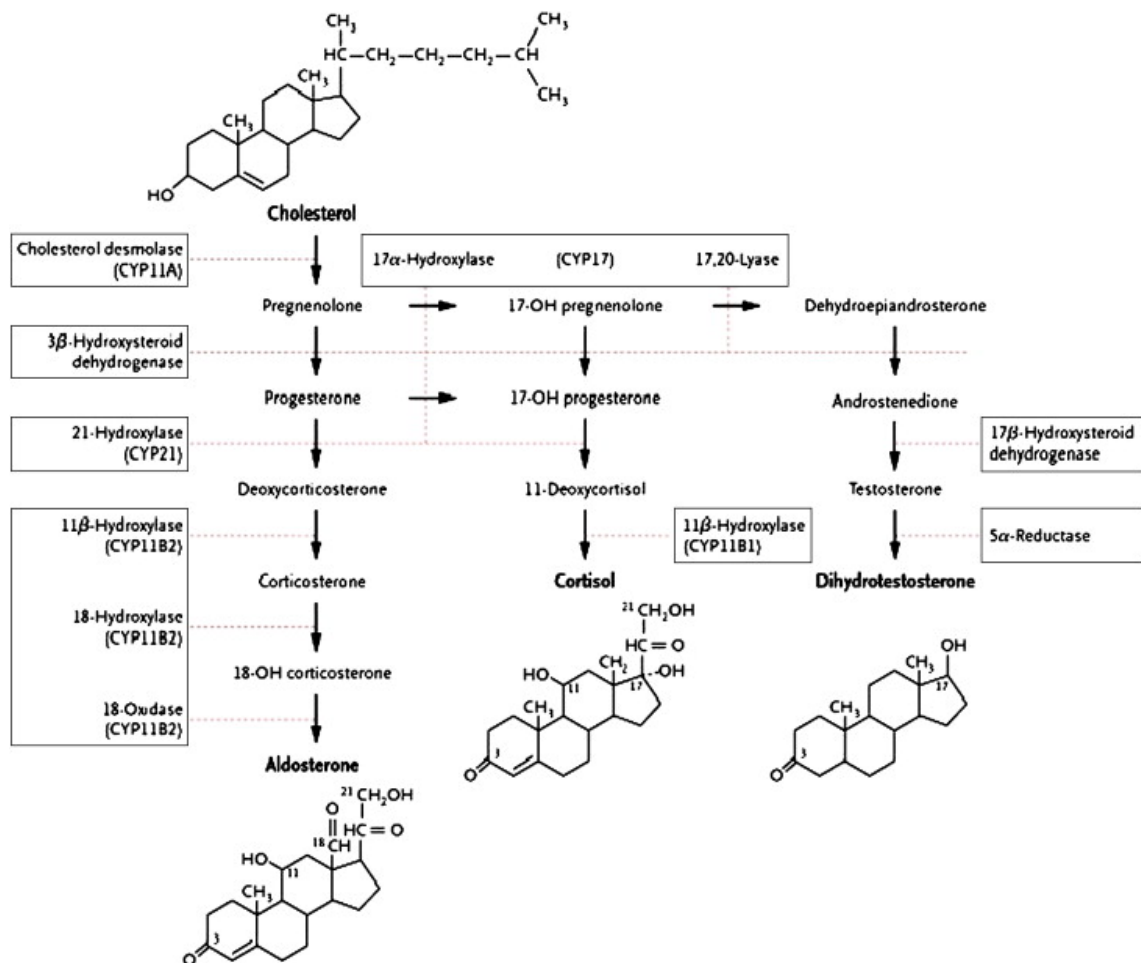 CH₃
HC—CH₂—CH₂—CH₂—CH
CH₃
CH₃
CH₃
HO
Cholesterol
Cholesterol desmolase
(CYP11A)
17α-Hydroxylase (CYP17) 17,20-Lyase
Pregnenolone 17-OH pregnenolone Dehydroepiandrosterone
3β-Hydroxysteroid
dehydrogenase
Progesterone 17-OH progesterone Androstenedione
21-Hydroxylase
(CYP21)
17β-Hydroxysteroid
dehydrogenase
Deoxycorticosterone 11-Deoxycortisol Testosterone
11β-Hydroxylase
(CYP11B2)
11β-Hydroxylase
(CYP11B1)
5α-Reductase
Corticosterone Cortisol Dihydrotestosterone
18-Hydroxylase
(CYP11B2)
18-OH corticosterone
18-Oxidase
(CYP11B2)
Aldosterone
21 CH₂OH
HC=O
HO CH₂
11 17 OH
CH₃
3
O
OH
CH₃
17
CH₃
3
O
21 CH₂OH
O HC=O
18 CH
HO
11
CH₃
3
O